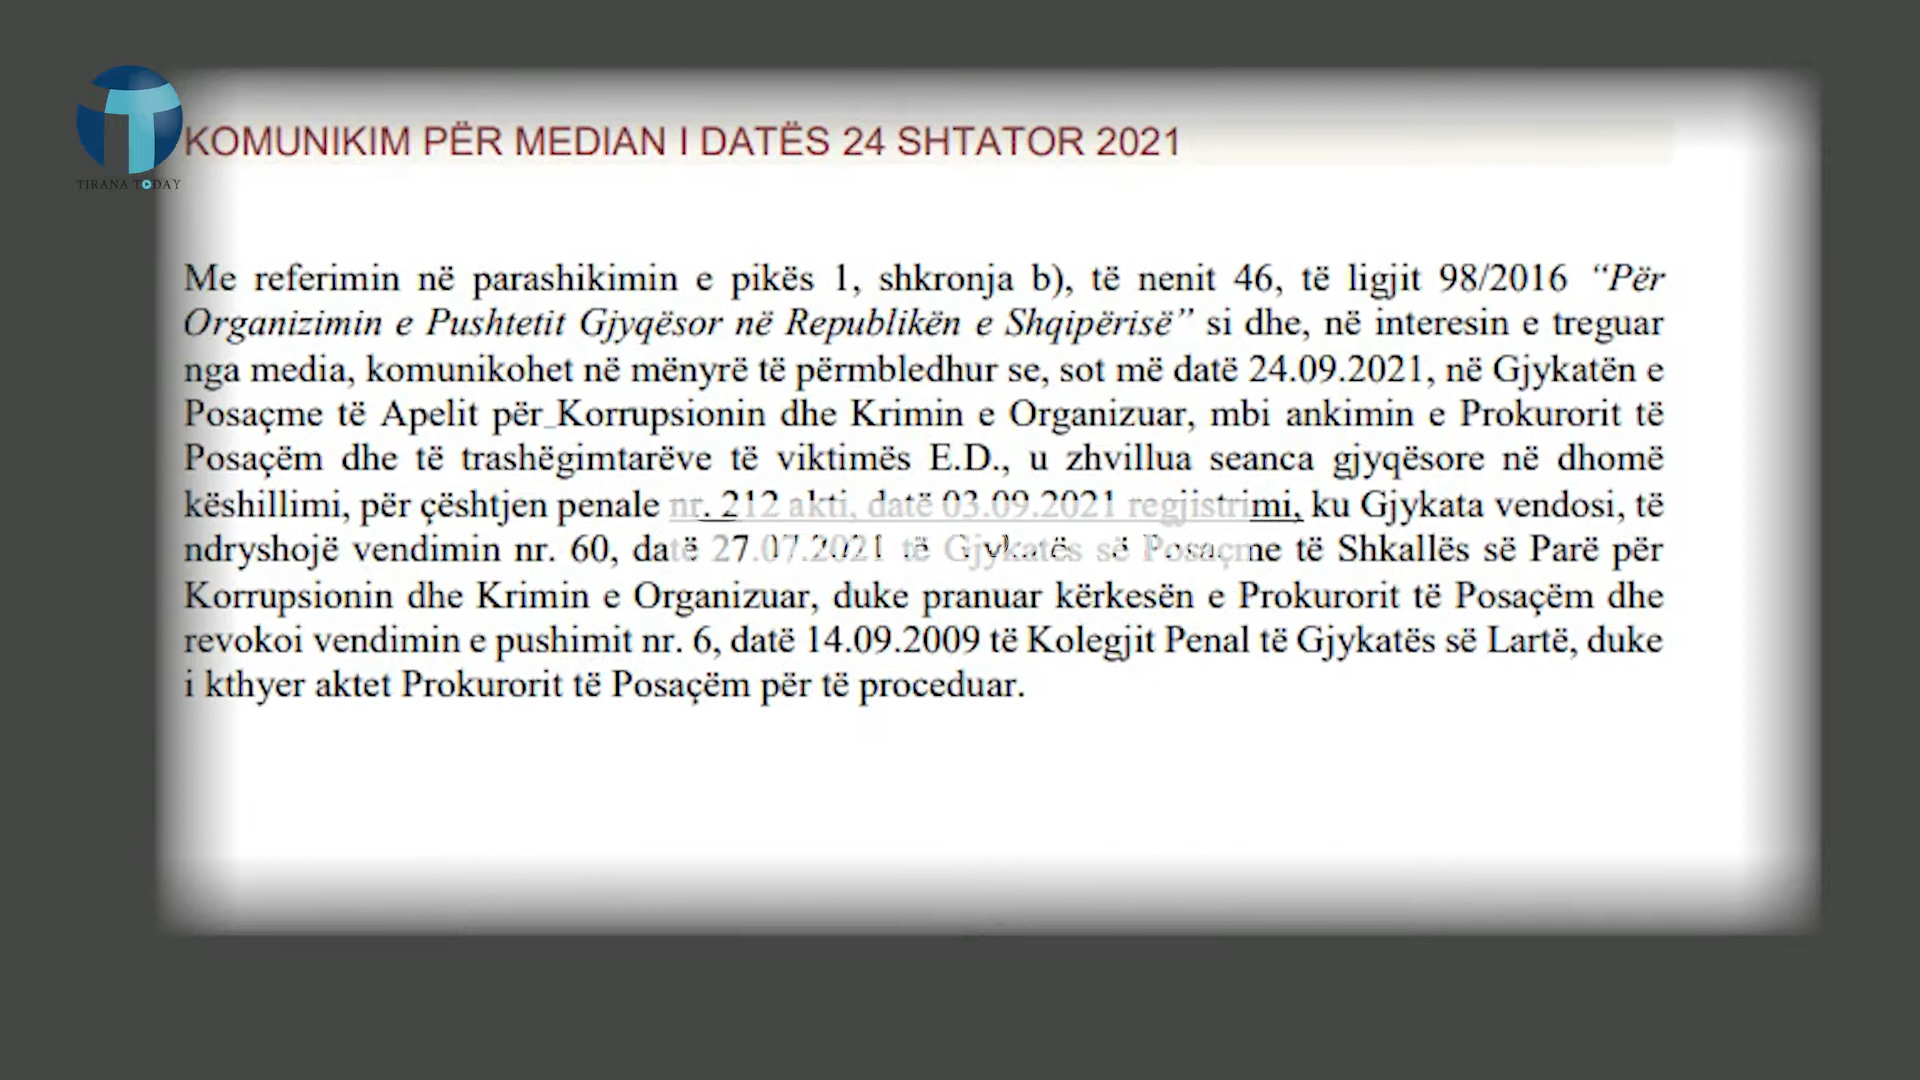 KOMUNIKIM PËR MEDIAN I DATËS 24 SHTATOR 2021
TIRANA TODAY
Me referimin në parashikimin e pikës 1, shkronja b), të nenit 46, të ligjit 98/2016 “Për
Organizimin e Pushtetit Gjyqësor në Republikën e Shqipërisë” si dhe, në interesin e treguar
nga media, komunikohet në mënyrë të përmbledhur se, sot më datë 24.09.2021, në Gjykatën e
Posaçme të Apelit për Korrupsionin dhe Krimin e Organizuar, mbi ankimin e Prokurorit të
Posaçëm dhe të trashëgimtarëve të viktimës E.D., u zhvillua seanca gjyqësore në dhomë
këshillimi, për çështjen penale nr. 212 akti, datë 03.09.2021 regjistrimi, ku Gjykata vendosi, të
ndryshojë vendimin nr. 60, datë 27.07.2021 të Gjykatës së Posaçme të Shkallës së Parë për
Korrupsionin dhe Krimin e Organizuar, duke pranuar kërkesën e Prokurorit të Posaçëm dhe
revokoi vendimin e pushimit nr. 6, datë 14.09.2009 të Kolegjit Penal të Gjykatës së Lartë, duke
i kthyer aktet Prokurorit të Posaçëm për të proceduar.